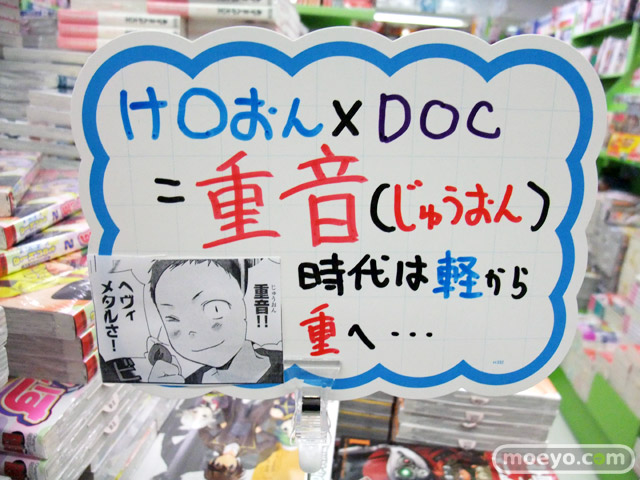 け〇おん×DOC
＝重音(じゅうおん)
時代は軽から
重へ…
重音!!
じゅうおん
ヘヴィ
メタルさ!
moeyo.com